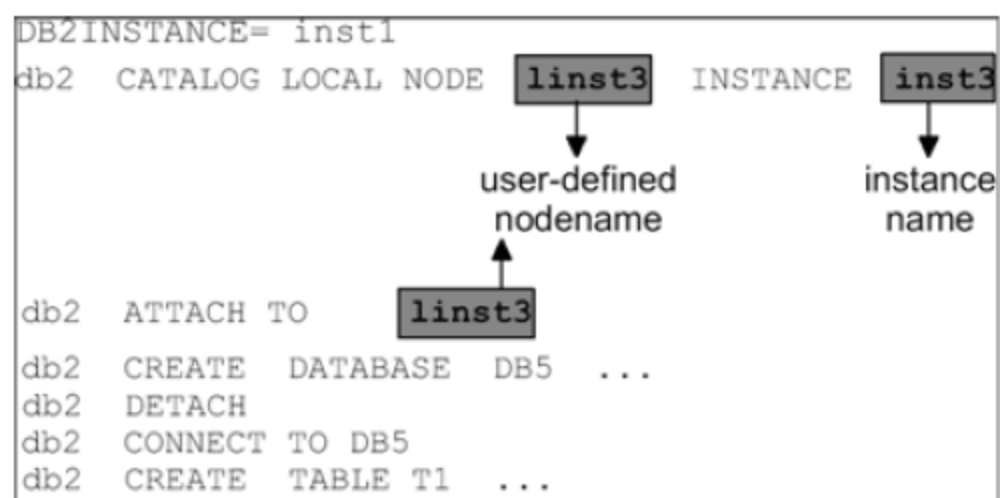 DB2INSTANCE= inst1
db2 CATALOG LOCAL NODE linst3 INSTANCE inst3
user-defined instance
nodename name
db2 ATTACH TO linst3
db2 CREATE DATABASE DB5 ...
db2 DETACH
db2 CONNECT TO DB5
db2 CREATE TABLE T1 ...